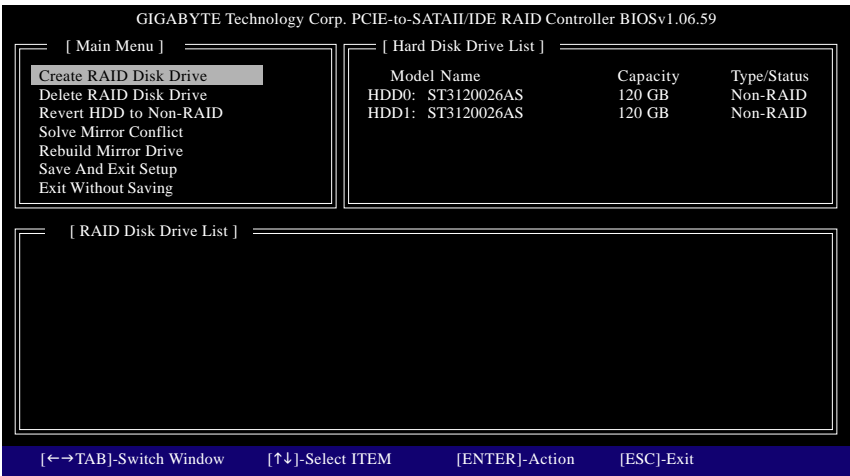 GIGABYTE Technology Corp. PCIE-to-SATAII/IDE RAID Controller BIOSv1.06.59
[ Main Menu ]
Create RAID Disk Drive
Delete RAID Disk Drive
Revert HDD to Non-RAID
Solve Mirror Conflict
Rebuild Mirror Drive
Save And Exit Setup
Exit Without Saving
[ Hard Disk Drive List ]
Model Name Capacity Type/Status
HDD0: ST3120026AS 120 GB Non-RAID
HDD1: ST3120026AS 120 GB Non-RAID
[ RAID Disk Drive List ]
[←→TAB]-Switch Window [↑↓]-Select ITEM [ENTER]-Action [ESC]-Exit